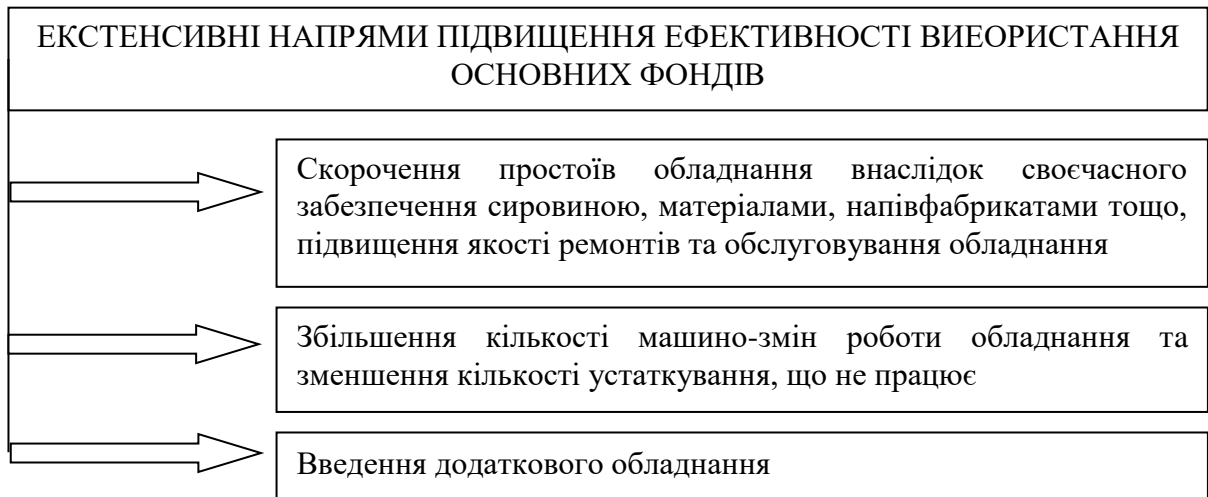 ЕКСТЕНСИВНІ НАПРЯМИ ПІДВИЩЕННЯ ЕФЕКТИВНОСТІ ВИЕОРИСТАННЯ
ОСНОВНИХ ФОНДІВ
Скорочення простоїв обладнання внаслідок своєчасного
забезпечення сировиною, матеріалами, напівфабрикатами тощо,
підвищення якості ремонтів та обслуговування обладнання
Збільшення кількості машино-змін роботи обладнання та
зменшення кількості устаткування, що не працює
Введення додаткового обладнання